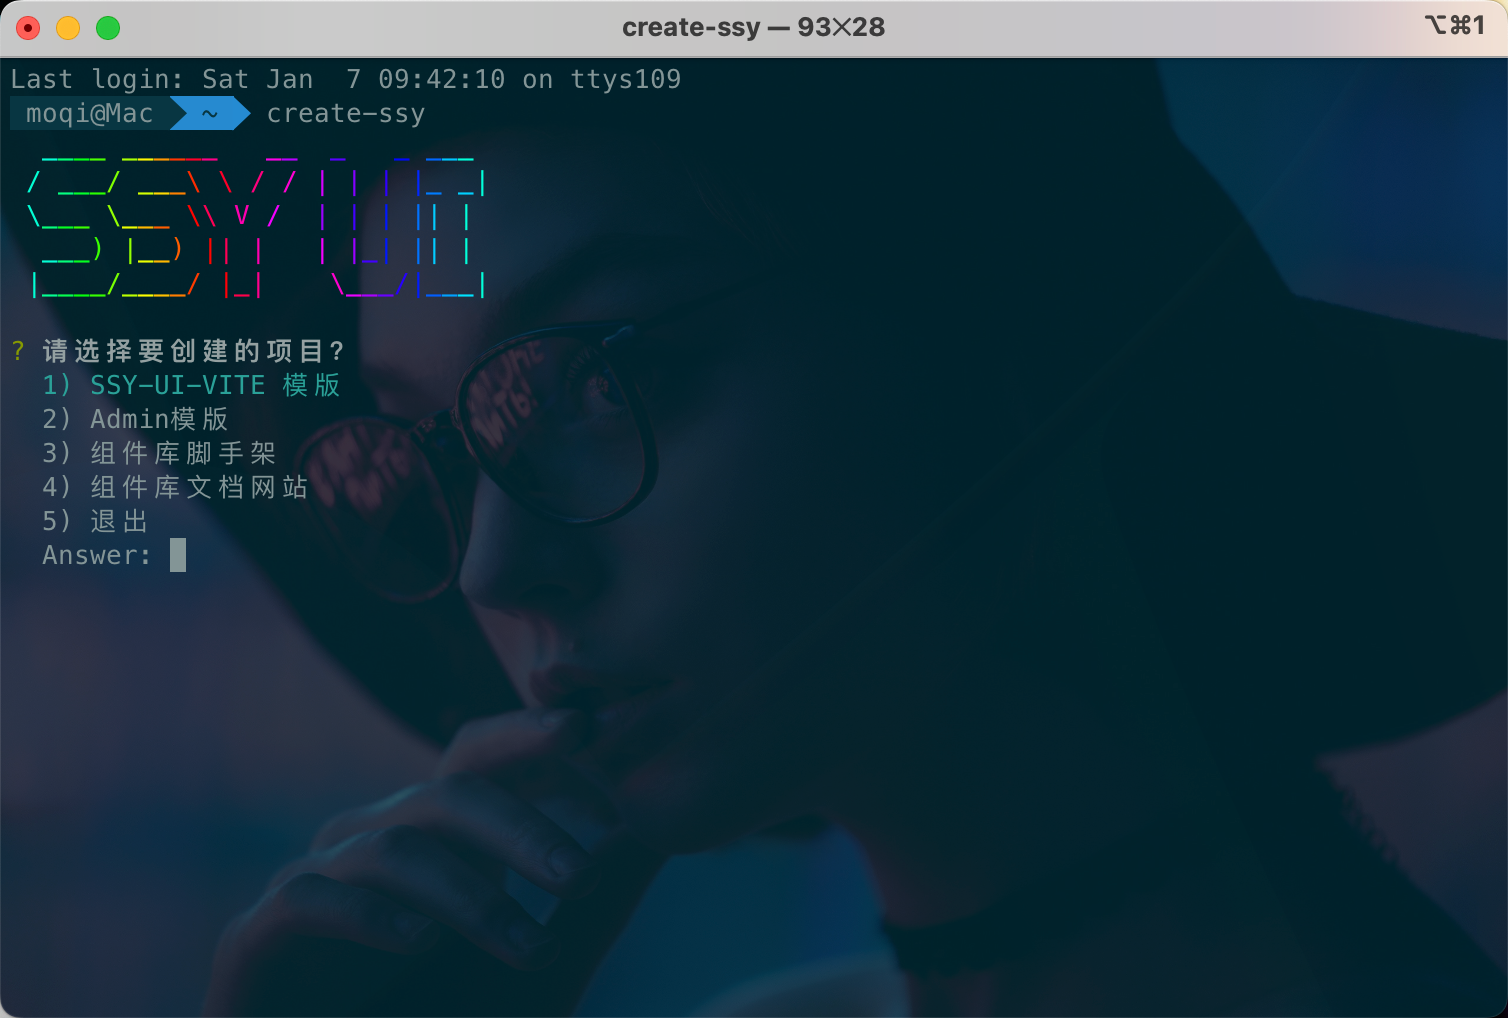 create-ssy — 93×28
⌥⌘1
Last login: Sat Jan  7 09:42:10 on ttys109
moqi@Mac ~ create-ssy
SSY UI
? 请选择要创建的项目?
1) SSY-UI-VITE 模版
2) Admin模版
3) 组件库脚手架
4) 组件库文档网站
5) 退出
Answer: